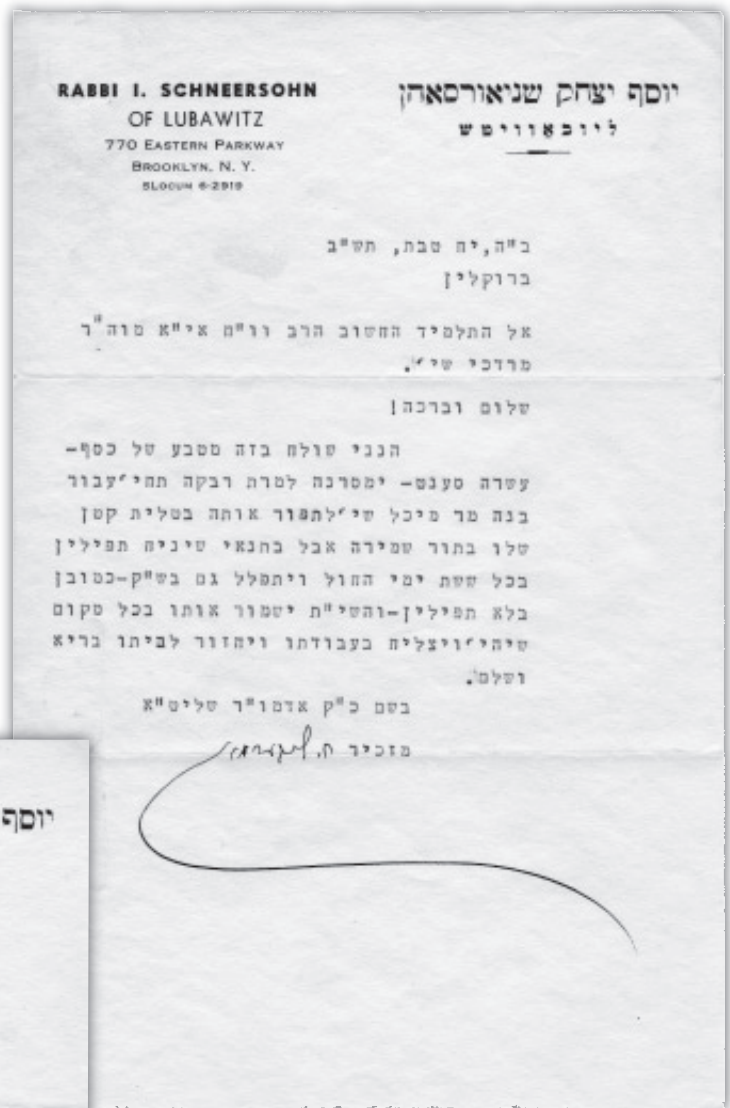 RABBI I. SCHNEERSOHN
OF LUBAWITZ
770 EASTERN PARKWAY
BROOKLYN, N. Y.
SLOCUM 6-2919
יוסף יצחק שניאורסאהן
ליובאוויטש
ב"ה, יח טבת, תש"ב
ברוקלין
אל התלמיד החשוב הרב וו"ח אי"א מוה"ר
מרדכי שי'.
שלום וברכה!
הנני שולח בזה מטבע של כסף-
עשרה סענט- ימסרנה למרת רבקה תחי' עבור
בנה מר מיכל שי' לתפור אותה בטלית קטן
שלו בתור שמירה אבל בתנאי שיניח תפילין
בכל ששת ימי החול ויתפלל גם בש"ק-כמובן
בלא תפילין-והשי"ת ישמור אותו בכל מקום
שיהי' ויצליח בעבודתו ויחזור לביתו בריא
ושלם.
בשם כ"ק אדמו"ר שליט"א
מזכיר ח.
יוסף